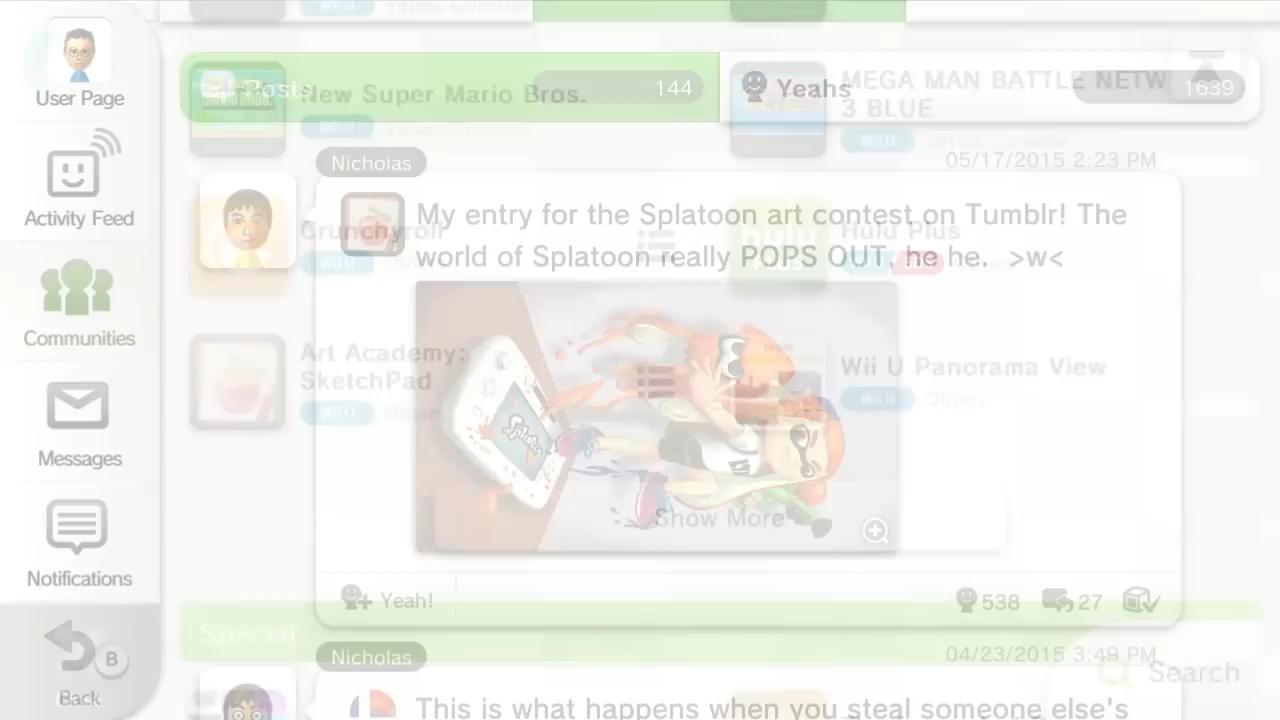 User Page
Activity Feed
Communities
Messages
Notifications
Back
B
Posts
144
Yeahs
1639
New Super Mario Bros.
MEGA MAN BATTLE NETW
3 BLUE
Nicholas
05/17/2015 2:23 PM
My entry for the Splatoon art contest on Tumblr! The
world of Splatoon really POPS OUT, he he. >w<
Crunchyroll
Hulu Plus
Art Academy:
SketchPad
Wii U Panorama View
Show More
Yeah!
538
27
Special
Nicholas
04/23/2015 3:49 PM
Search
This is what happens when you steal someone else's